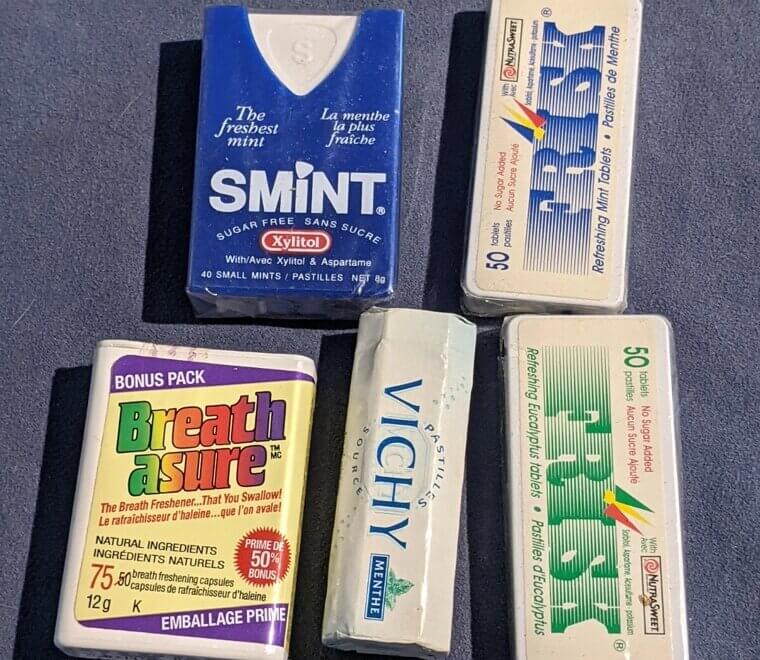 S
The
freshest
mint
La menthe
la plus
fraîche
SMiNT®
SUGAR FREE SANS SUCRE
Xylitol
With/Avec Xylitol & Aspartame
40 SMALL MINTS / PASTILLES NET 8g
50 tablets
pastilles
No Sugar Added
Aucun Sucre Ajouté
With
Avec
NUTRASWEET
FRISK®
Refreshing Mint Tablets • Pastilles de Menthe
BONUS PACK
Breath
asure
TM
MC
The Breath Freshener...That You Swallow!
Le rafraîchisseur d'haleine...que l'on avale!
NATURAL INGREDIENTS
INGRÉDIENTS NATURELS
PRIME DE
50%
BONUS
75 50 breath freshening capsules
capsules de rafraîchisseur d'haleine
12g K
EMBALLAGE PRIME
PASTILLES
VICHY
SOURCE
MENTHE
50 tablets
pastilles
No Sugar Added
Aucun Sucre Ajouté
With
Avec
NUTRASWEET
FRISK®
Refreshing Eucalyptus tablets • Pastilles d'Eucalyptus